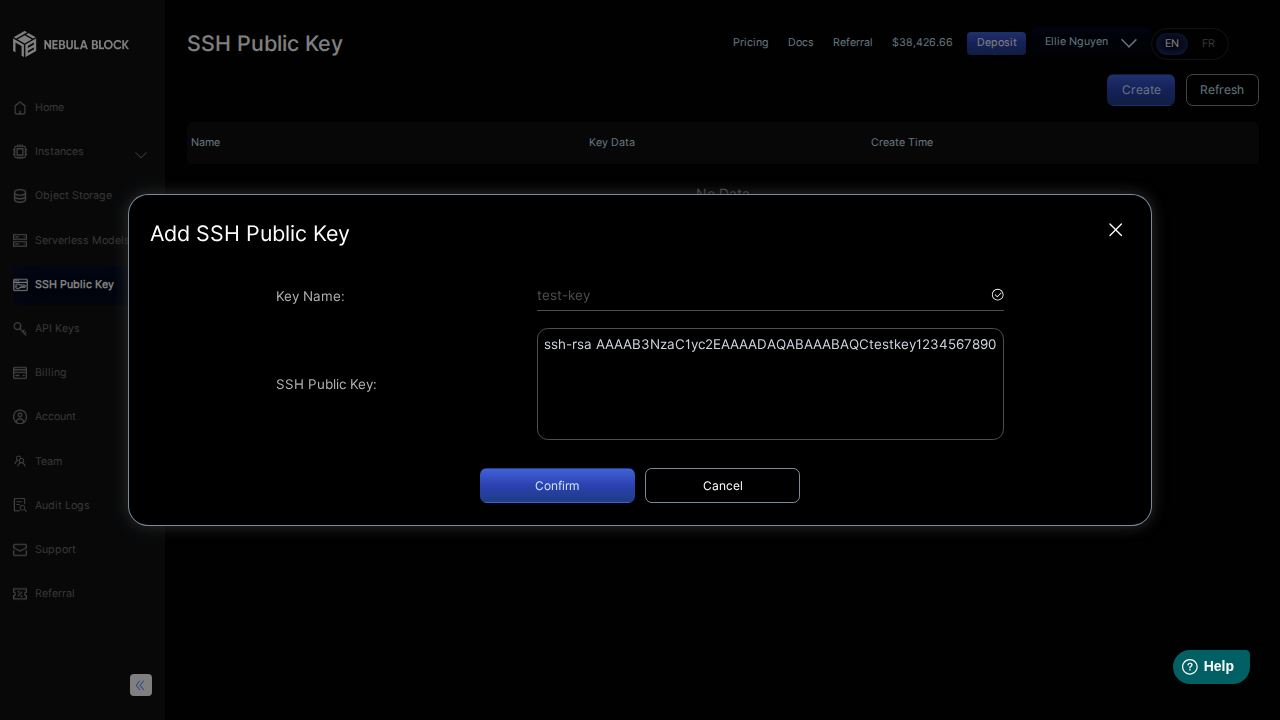 NEBULA BLOCK
SSH Public Key
Pricing
Docs
Referral
$38,426.66
Deposit
Ellie Nguyen
EN
FR
Create
Refresh
Home
Instances
Object Storage
Serverless Models
SSH Public Key
API Keys
Billing
Account
Team
Audit Logs
Support
Referral
Name
Key Data
Create Time
No Data
Add SSH Public Key
Key Name:
test-key
SSH Public Key:
ssh-rsa AAAAB3NzaC1yc2EAAAADAQABAAABAQCtestkey1234567890
Confirm
Cancel
Help